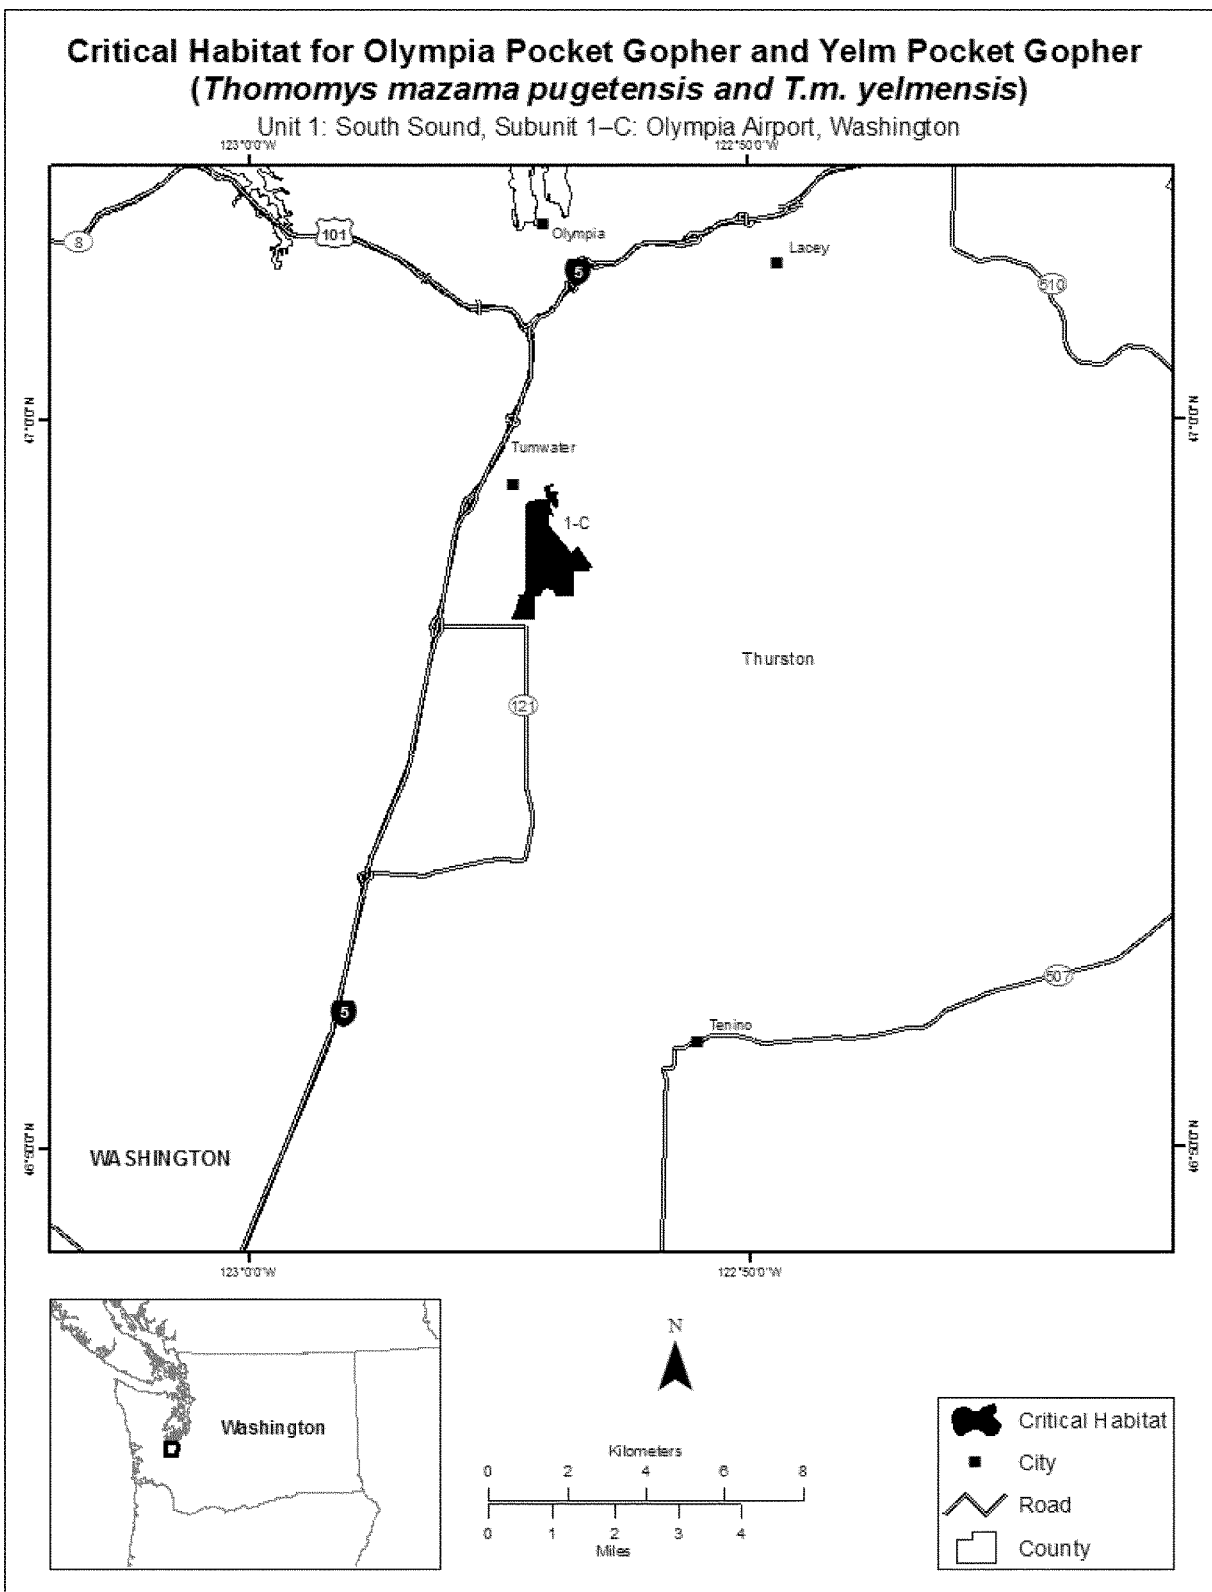 Critical Habitat for Olympia Pocket Gopher and Yelm Pocket Gopher
(Thomomys mazama pugetensis and T.m. yelmensis)
Unit 1: South Sound, Subunit 1–C: Olympia Airport, Washington
123°0'0"W
122°50'0"W
8
101
Olympia
5
Lacey
510
47°0'0"N
47°0'0"N
Tumwater
1-C
Thurston
121
507
5
Tenino
46°50'0"N
46°50'0"N
WASHINGTON
123°0'0"W
122°50'0"W
Washington
N
Kilometers
0 2 4 6 8
0 1 2 3 4
Miles
Critical Habitat
City
Road
County